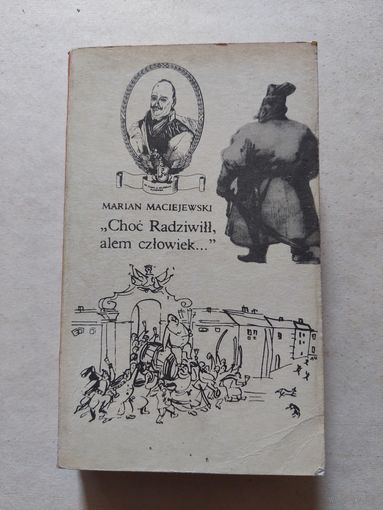 MARIAN MACIEJEWSKI
„Choć Radziwiłł,
alem człowiek..."